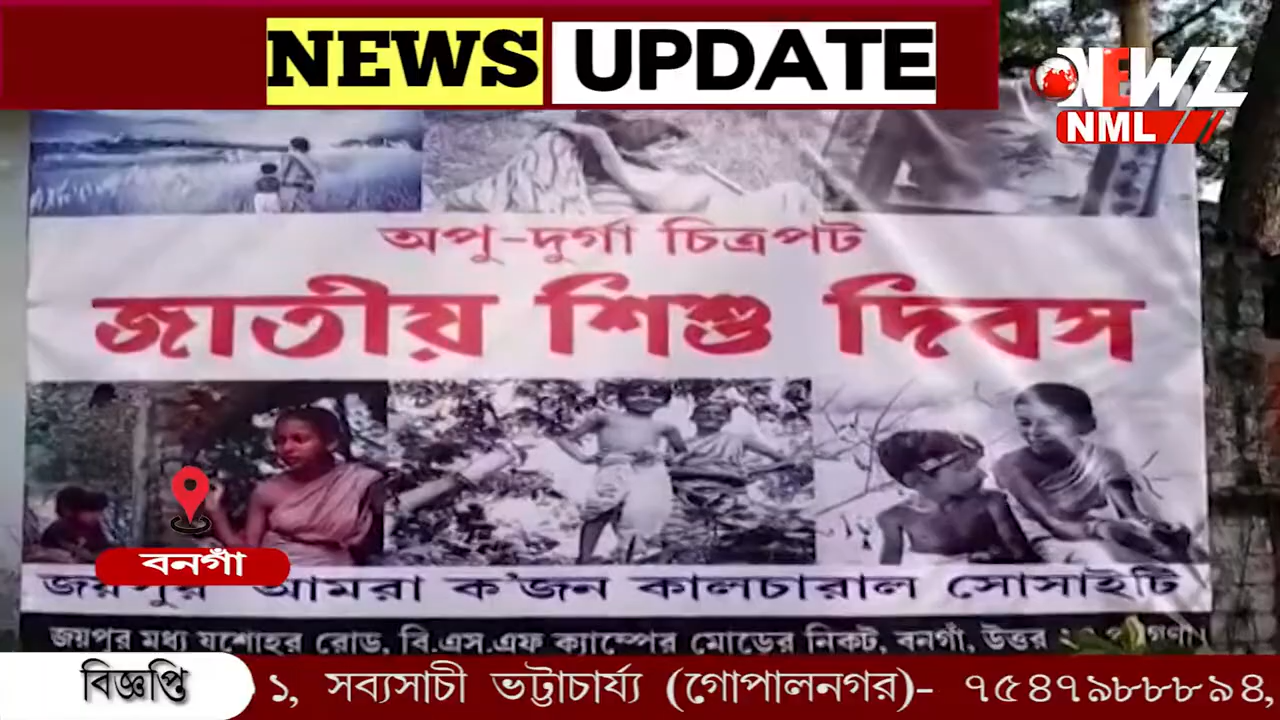 NEWS UPDATE
NEWZ
NML
অপু-দুর্গা চিত্রপট
জাতীয় শিশু দিবস
বনগাঁ
জয়পুর আমরা ক'জন কালচারাল সোসাইটি
জয়পুর মধ্য যশোহর রোড, বি.এস.এফ ক্যাম্পের মোড়ের নিকট, বনগাঁ, উত্তর
বিজ্ঞপ্তি
১, সব্যসাচী ভট্টাচার্য্য (গোপালনগর)- ৭৫৪৭৯৮৮৮৯৪,